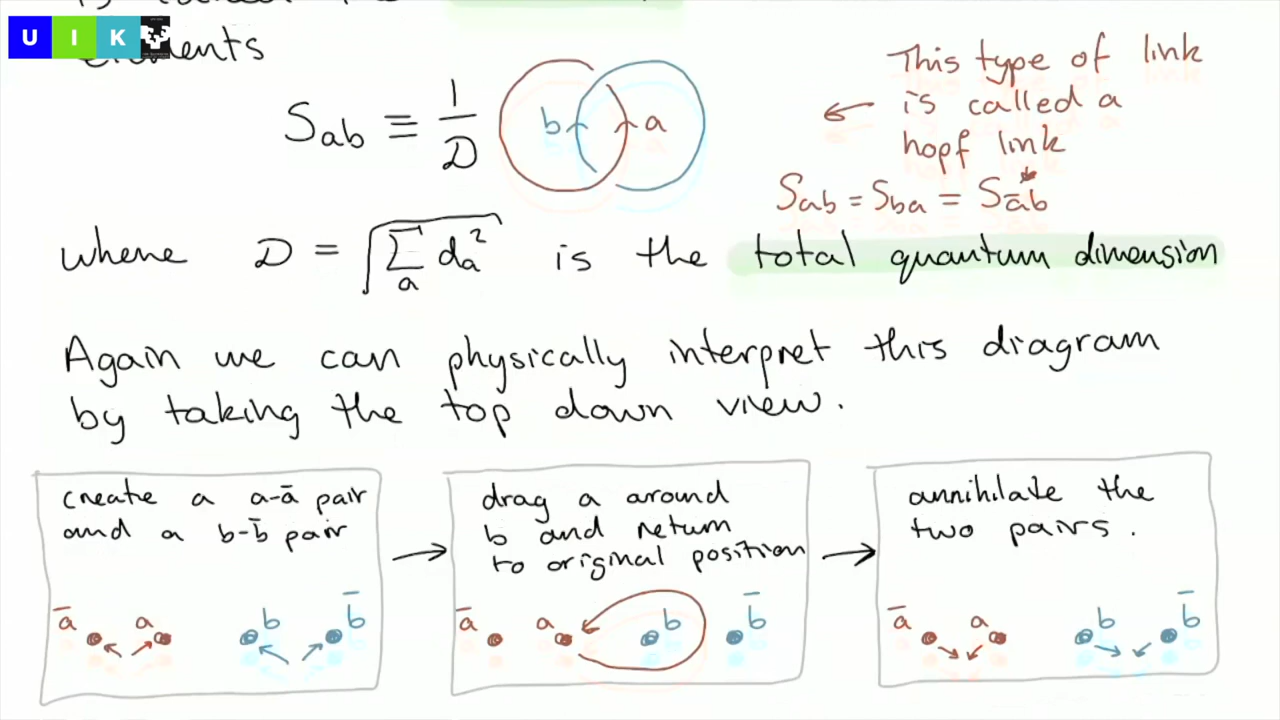 UIK
elements
S_ab ≡ 1/D b a
This type of link
← is called a
hopf link
S_ab = S_ba = S*_āb
where D = √(Σ_a d_a²) is the total quantum dimension
Again we can physically interpret this diagram
by taking the top down view.
create a a-ā pair
and a b-b̄ pair
ā a b b̄
→
drag a around
b and return
to original position
ā a b b̄
→
annihilate the
two pairs.
ā a b b̄